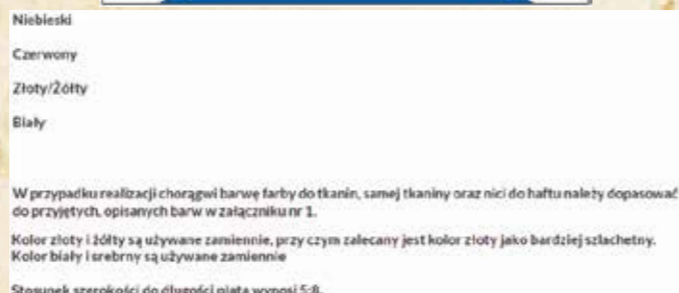 Niebieski
Czerwony
Złoty/Żółty
Biały
W przypadku realizacji chorągwi barwę farby do tkanin, samej tkaniny oraz nici do haftu należy dopasować
do przyjętych, opisanych barw w załączniku nr 1.
Kolor złoty i żółty są używane zamiennie, przy czym zalecany jest kolor złoty jako bardziej szlachetny.
Kolor biały i srebrny są używane zamiennie
Stosunek szerokości do długości płata wynosi 5:8.